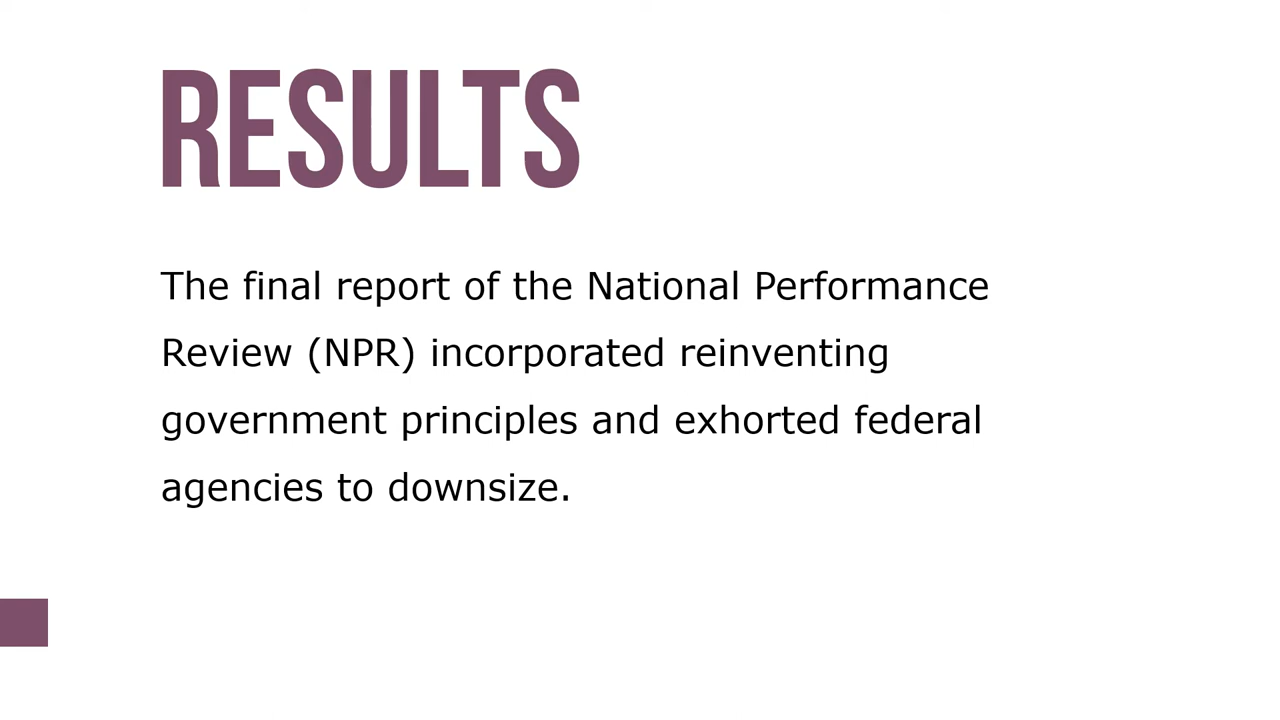 RESULTS
The final report of the National Performance
Review (NPR) incorporated reinventing
government principles and exhorted federal
agencies to downsize.